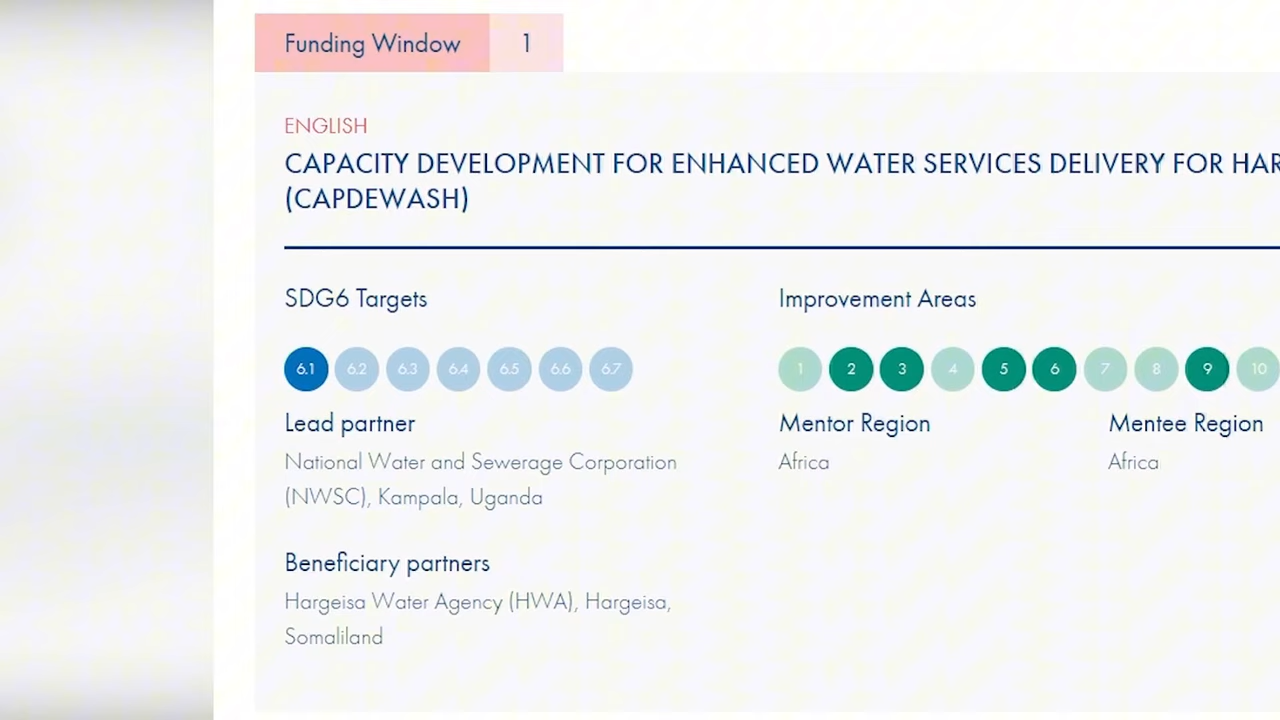 Funding Window 1
ENGLISH
CAPACITY DEVELOPMENT FOR ENHANCED WATER SERVICES DELIVERY FOR
(CAPDEWASH)
SDG6 Targets
Improvement Areas
6.1 6.2 6.3 6.4 6.5 6.6 6.7
1 2 3 4 5 6 7 8 9 10
Lead partner
National Water and Sewerage Corporation
(NWSC), Kampala, Uganda
Mentor Region
Africa
Mentee Region
Africa
Beneficiary partners
Hargeisa Water Agency (HWA), Hargeisa,
Somaliland